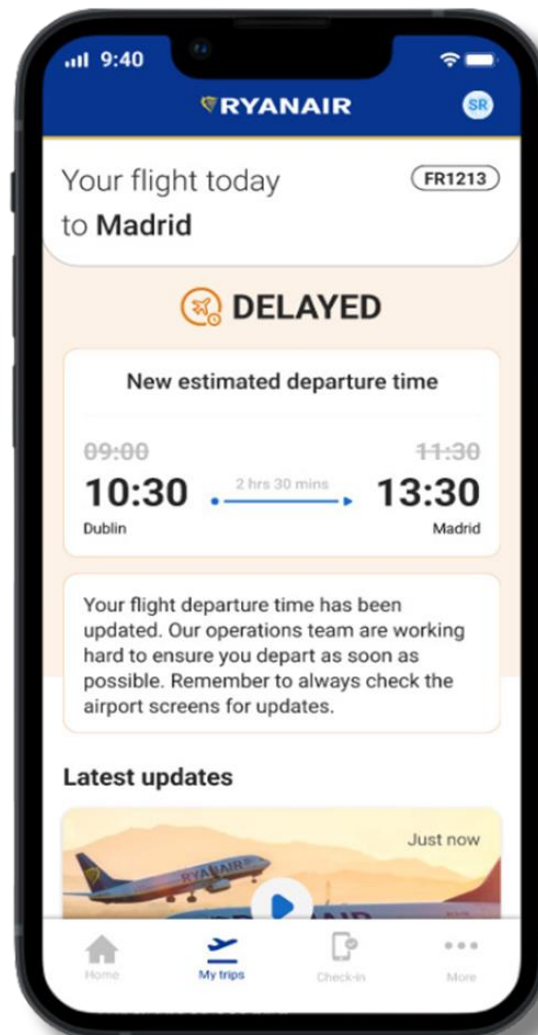 9:40
RYANAIR
SR
Your flight today
FR1213
to Madrid
DELAYED
New estimated departure time
09:00
11:30
10:30
2 hrs 30 mins
13:30
Dublin
Madrid
Your flight departure time has been
updated. Our operations team are working
hard to ensure you depart as soon as
possible. Remember to always check the
airport screens for updates.
Latest updates
Just now
RYANAIR
Home
My trips
Check-in
More